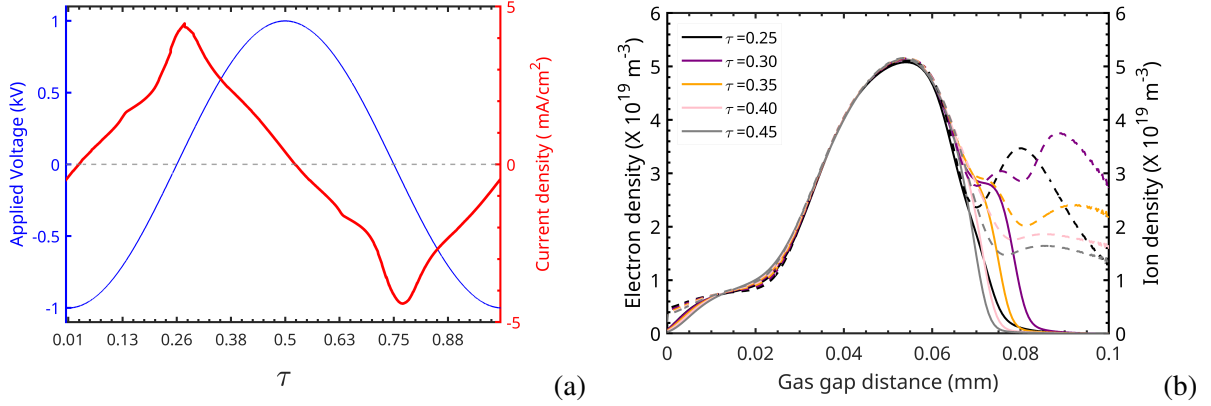 1
0.5
0
-0.5
-1
Applied Voltage (kV)
5
0
-5
Current density ( mA/cm²)
0.01 0.13 0.26 0.38 0.5 0.63 0.75 0.88
τ
(a)
τ =0.25
τ =0.30
τ =0.35
τ =0.40
τ =0.45
6
5
4
3
2
1
0
Electron density (X 10¹⁹ m⁻³)
6
5
4
3
2
1
0
Ion density (X 10¹⁹ m⁻³)
0 0.02 0.04 0.06 0.08 0.1
Gas gap distance (mm)
(b)